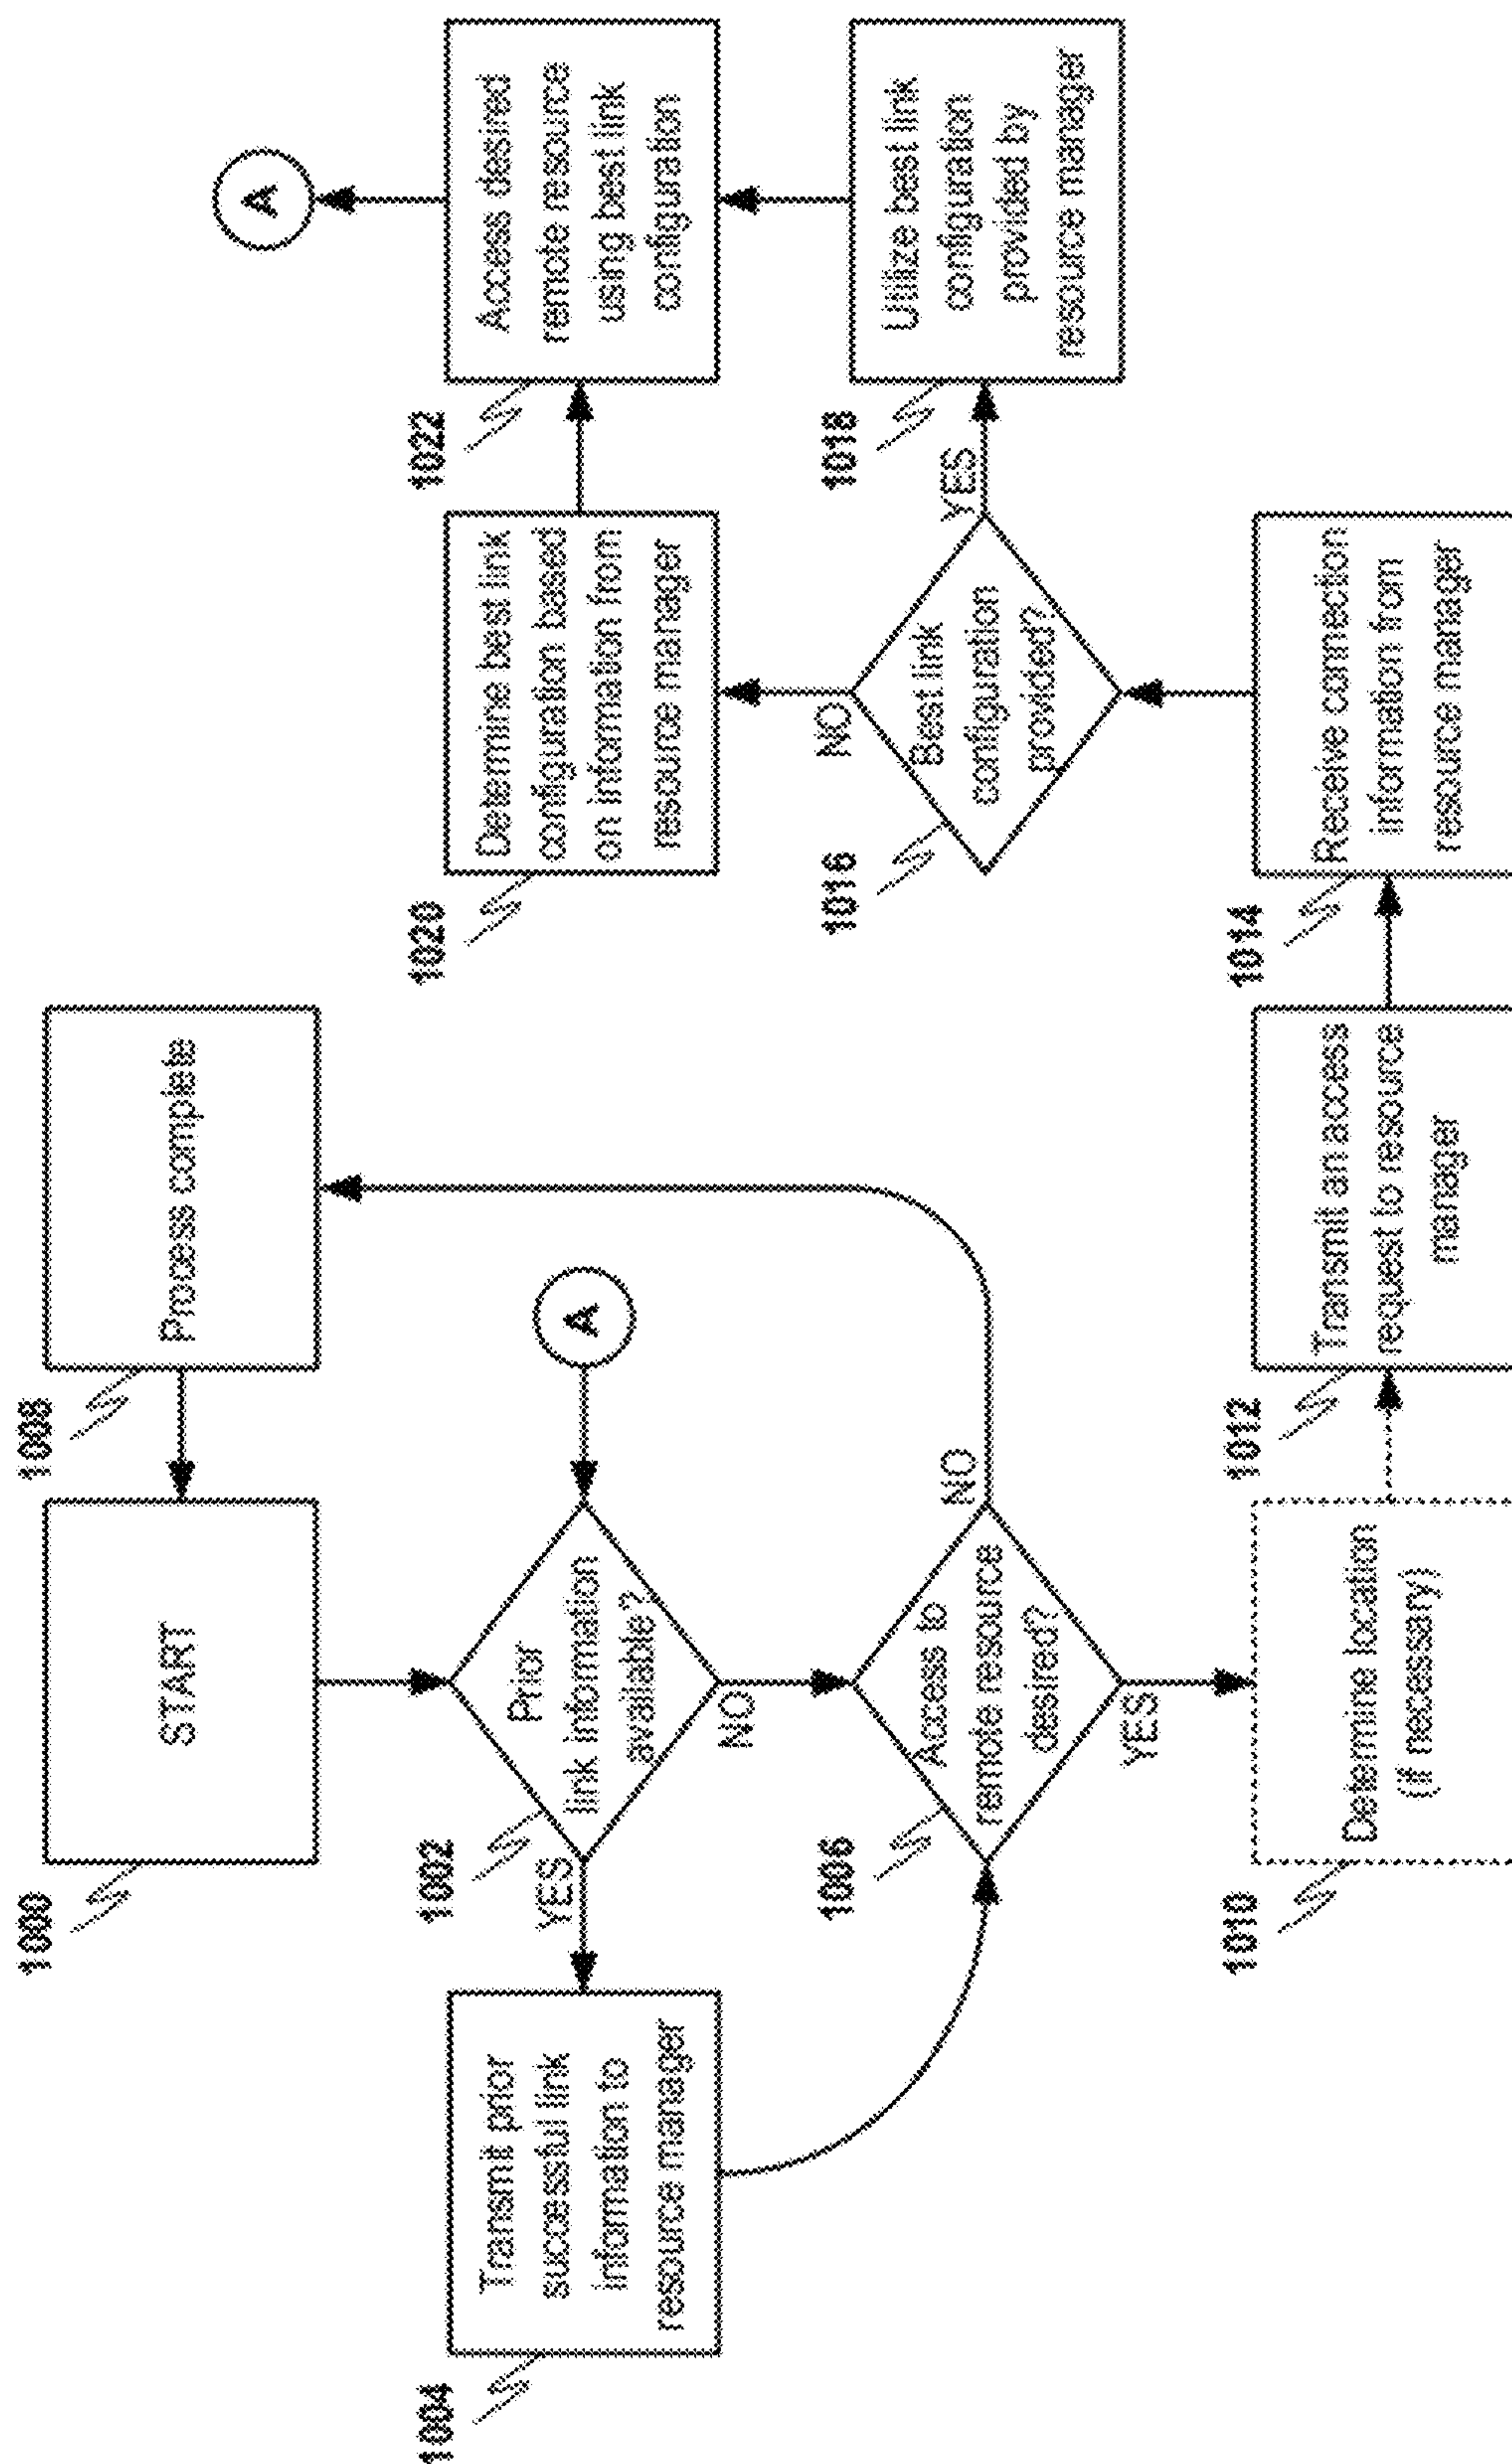 1000
START
1008
Process complete
1002
Prior
link information
available?
YES
NO
A
1004
Transmit prior
successful link
information to
resource manager
1006
Access to
remote resource
desired?
NO
YES
1010
Determine location
(if necessary)
1012
Transmit an access
request to resource
manager
1014
Receive connection
information from
resource manager
1016
Best link
configuration
provided?
NO
YES
1020
Determine best link
configuration based
on information from
resource manager
1018
Utilize best link
configuration
provided by
resource manager
1022
Access desired
remote resource
using best link
configuration
A